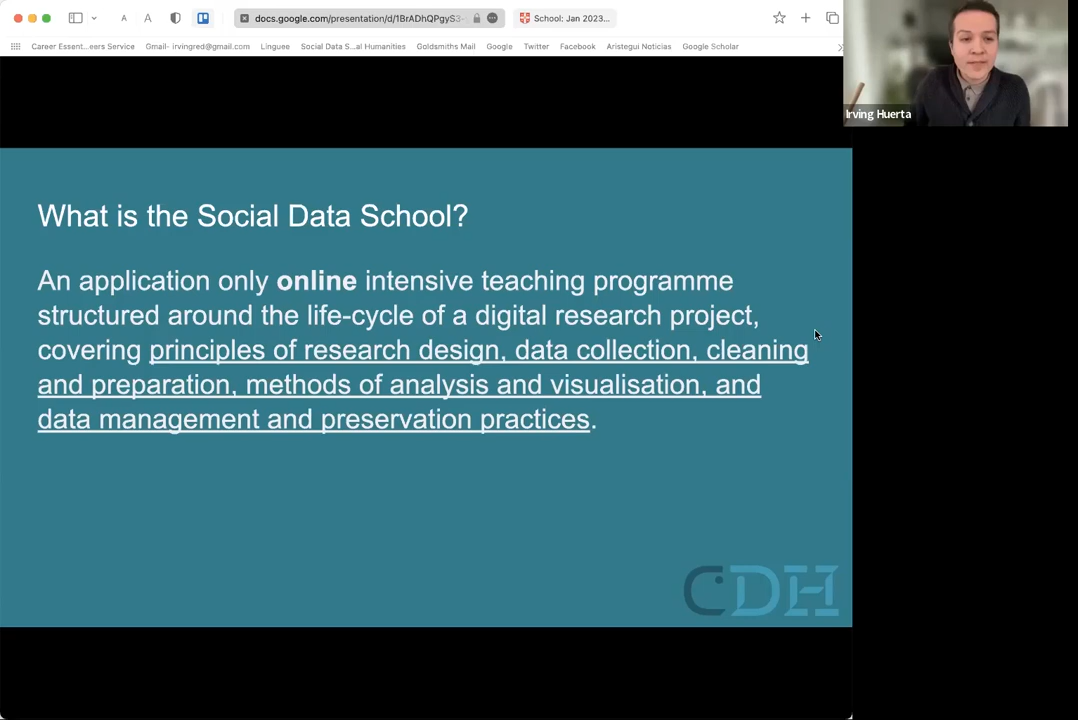 docs.google.com/presentation/d/1BrADhQPgyS3-
School: Jan 2023...
A
A
Career Essent...eers Service
Gmail- irvingred@gmail.com
Linguee
Social Data S...al Humanities
Goldsmiths Mail
Google
Twitter
Facebook
Aristegui Noticias
Google Scholar
Irving Huerta
What is the Social Data School?
An application only online intensive teaching programme
structured around the life-cycle of a digital research project,
covering principles of research design, data collection, cleaning
and preparation, methods of analysis and visualisation, and
data management and preservation practices.
CDH